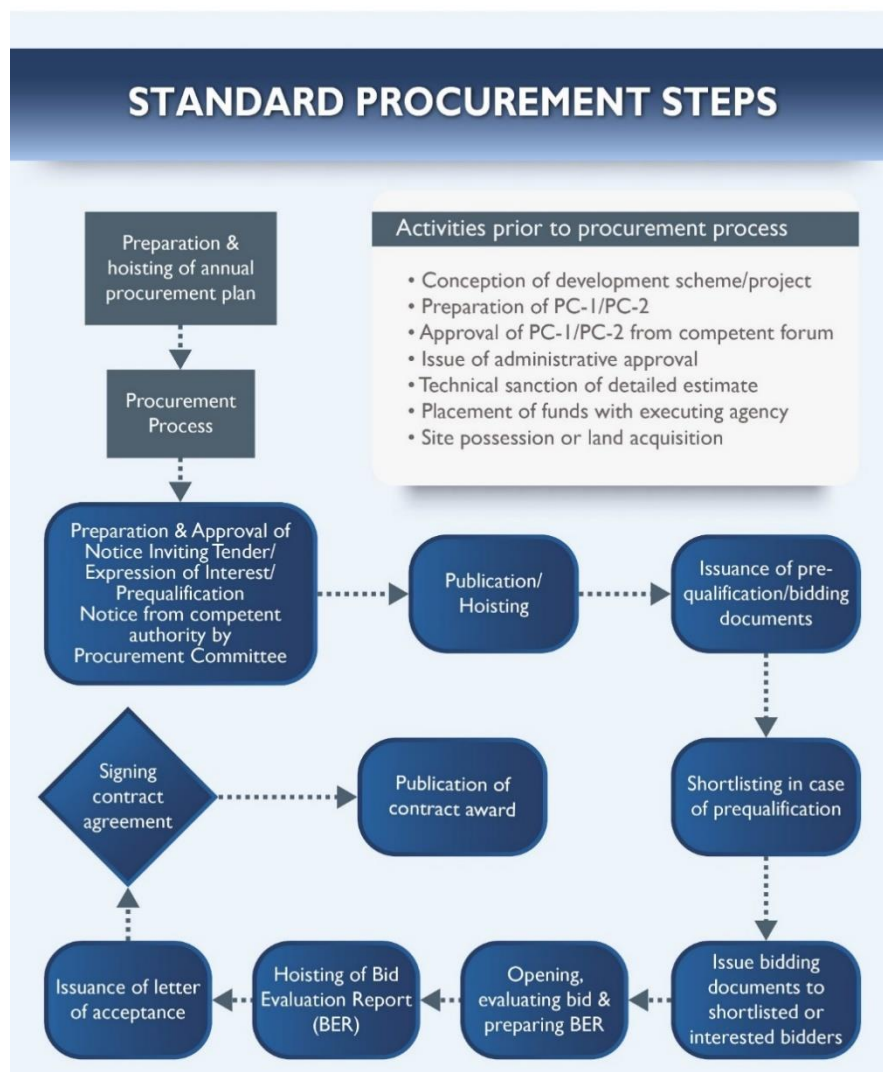 STANDARD PROCUREMENT STEPS
Preparation &
hoisting of annual
procurement plan
Procurement
Process
Activities prior to procurement process
• Conception of development scheme/project
• Preparation of PC-1/PC-2
• Approval of PC-1/PC-2 from competent forum
• Issue of administrative approval
• Technical sanction of detailed estimate
• Placement of funds with executing agency
• Site possession or land acquisition
Preparation & Approval of
Notice Inviting Tender/
Expression of Interest/
Prequalification
Notice from competent
authority by
Procurement Committee
Publication/
Hoisting
Issuance of pre-
qualification/bidding
documents
Shortlisting in case
of prequalification
Issue bidding
documents to
shortlisted or
interested bidders
Opening,
evaluating bid &
preparing BER
Hoisting of Bid
Evaluation Report
(BER)
Issuance of letter
of acceptance
Signing
contract
agreement
Publication of
contract award